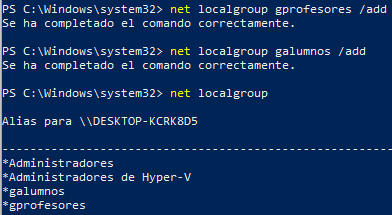 PS C:\Windows\system32> net localgroup gprofesores /add
Se ha completado el comando correctamente.
PS C:\Windows\system32> net localgroup galumnos /add
Se ha completado el comando correctamente.
PS C:\Windows\system32> net localgroup
Alias para \\DESKTOP-KCRK8D5
-------------------------------------------------------
*Administradores
*Administradores de Hyper-V
*galumnos
*gprofesores